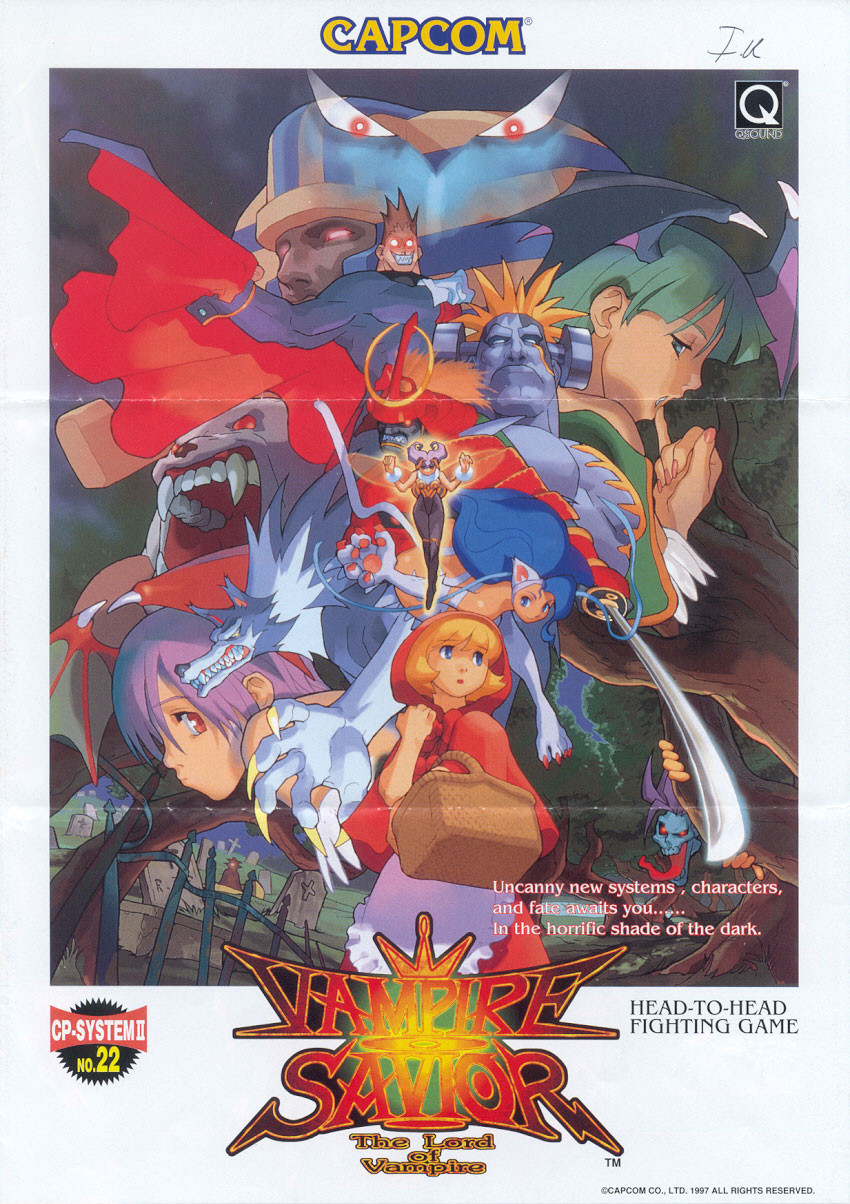 CAPCOM®
Q®
QSOUND
Uncanny new systems , characters,
and fate awaits you......
In the horrific shade of the dark.
VAMPIRE
SAVIOR
The Lord
of
Vampire
TM
CP-SYSTEM II
NO.22
HEAD-TO-HEAD
FIGHTING GAME
©CAPCOM CO., LTD. 1997 ALL RIGHTS RESERVED.